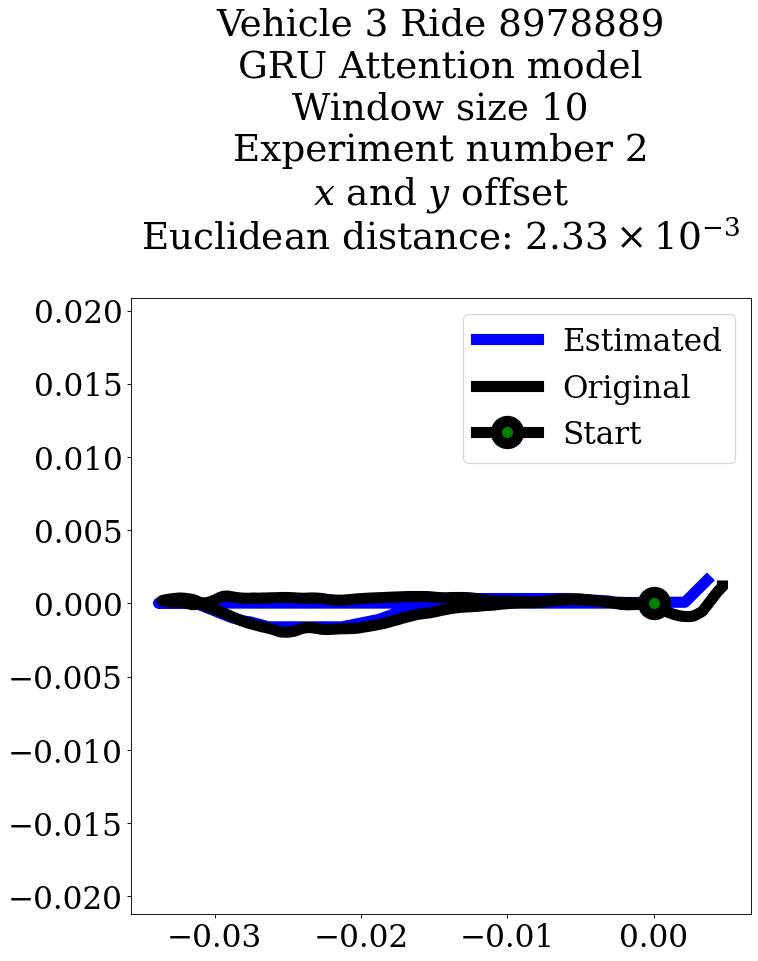 Vehicle 3 Ride 8978889
GRU Attention model
Window size 10
Experiment number 2
x and y offset
Euclidean distance: 2.33 × 10⁻³
Estimated
Original
Start
0.020
0.015
0.010
0.005
0.000
−0.005
−0.010
−0.015
−0.020
−0.03 −0.02 −0.01 0.00